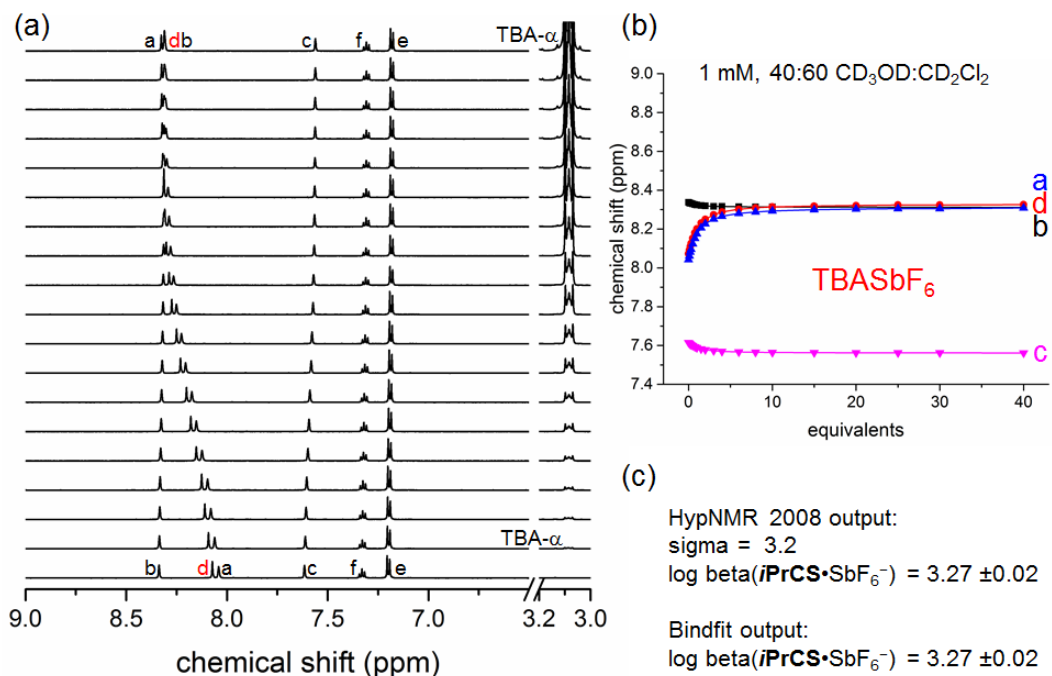 (a)
TBA-α
a d b c f e
TBA-α
b d a c f e
9.0 8.5 8.0 7.5 7.0 3.2 3.0
chemical shift (ppm)
(b)
1 mM, 40:60 CD₃OD:CD₂Cl₂
9.0
8.8
8.6
8.4
8.2
8.0
7.8
7.6
7.4
chemical shift (ppm)
a
d
b
TBASbF₆
c
0 10 20 30 40
equivalents
(c)
HypNMR 2008 output:
sigma = 3.2
log beta(iPrCS•SbF₆⁻) = 3.27 ±0.02
Bindfit output:
log beta(iPrCS•SbF₆⁻) = 3.27 ±0.02